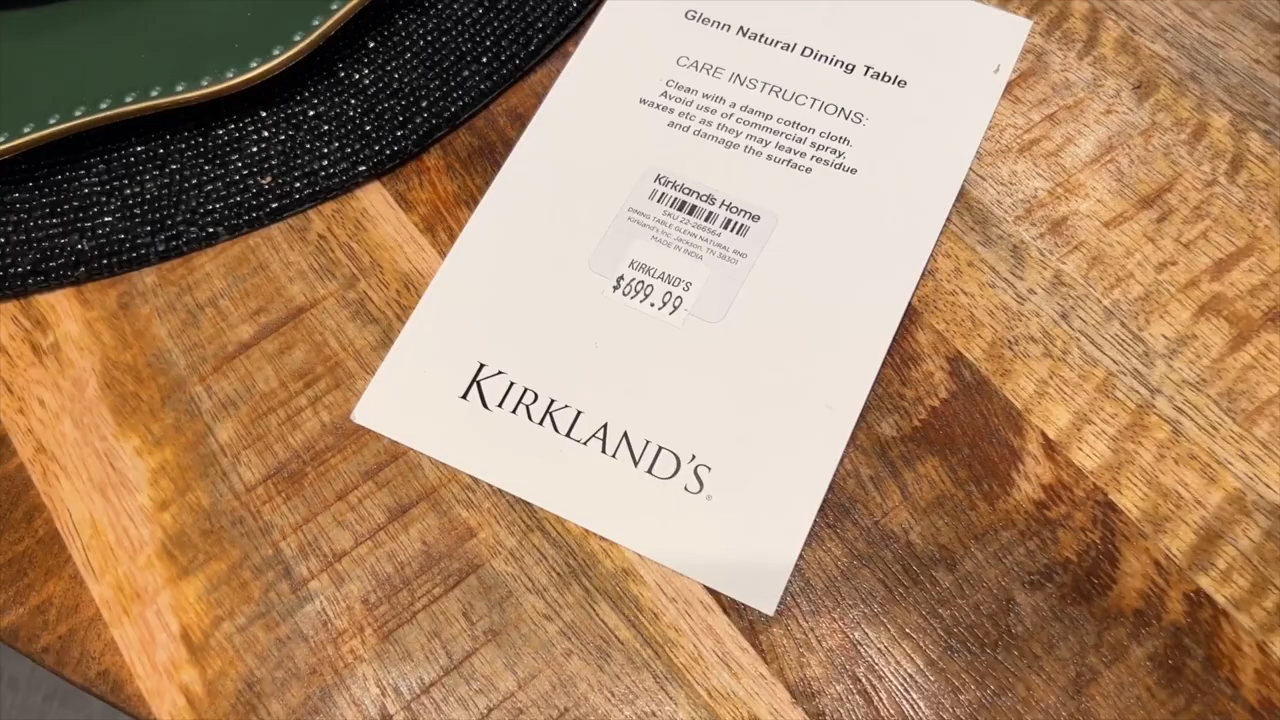 Glenn Natural Dining Table
CARE INSTRUCTIONS:
Clean with a damp cotton cloth.
Avoid use of commercial spray,
waxes etc as they may leave residue
and damage the surface
Kirkland's Home
SKU 22-266564
DINING TABLE GLENN NATURAL RND
Kirkland's Inc. Jackson, TN 38301
MADE IN INDIA
KIRKLAND'S
$699.99
KIRKLAND'S®